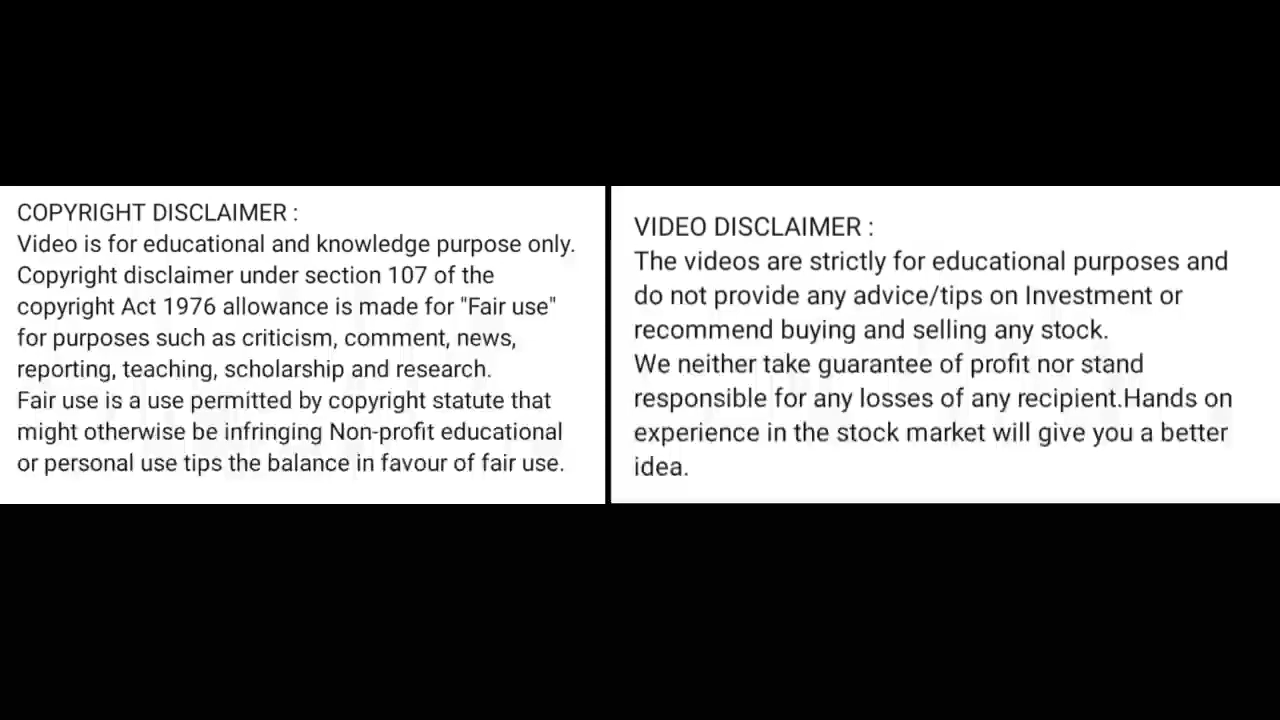 COPYRIGHT DISCLAIMER :
Video is for educational and knowledge purpose only.
Copyright disclaimer under section 107 of the
copyright Act 1976 allowance is made for "Fair use"
for purposes such as criticism, comment, news,
reporting, teaching, scholarship and research.
Fair use is a use permitted by copyright statute that
might otherwise be infringing Non-profit educational
or personal use tips the balance in favour of fair use.
VIDEO DISCLAIMER :
The videos are strictly for educational purposes and
do not provide any advice/tips on Investment or
recommend buying and selling any stock.
We neither take guarantee of profit nor stand
responsible for any losses of any recipient.Hands on
experience in the stock market will give you a better
idea.